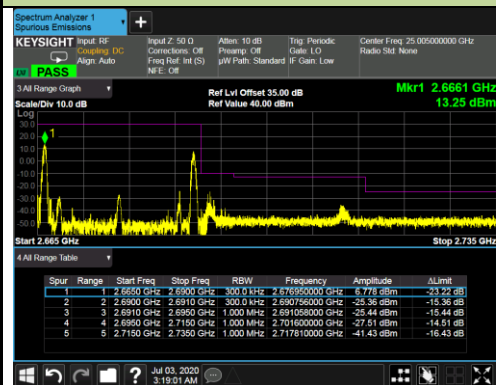 Spectrum Analyzer 1
Spurious Emissions
+
KEYSIGHT Input: RF Input Z: 50 Ω Atten: 10 dB Trig: Periodic Center Freq: 25.005000000 GHz
Coupling: DC Corrections: Off Preamp: Off Gate: LO Radio Std: None
Align: Auto Freq Ref: Int (S) µW Path: Standard IF Gain: Low
NFE: Off
PASS
3 All Range Graph
Ref Lvl Offset 35.00 dB Mkr1 2.6661 GHz
Scale/Div 10.0 dB Ref Value 40.00 dBm 13.25 dBm
Log
30.0
20.0
10.0
0.00
-10.0
-20.0
-30.0
-40.0
-50.0
1
Start 2.665 GHz Stop 2.735 GHz
4 All Range Table
Spur Range Start Freq Stop Freq RBW Frequency Amplitude ΔLimit
1 1 2.6650 GHz 2.6900 GHz 300.0 kHz 2.676950000 GHz 6.778 dBm -23.22 dB
2 2 2.6900 GHz 2.6910 GHz 300.0 kHz 2.690756000 GHz -25.36 dBm -15.36 dB
3 3 2.6910 GHz 2.6950 GHz 1.000 MHz 2.691058000 GHz -25.44 dBm -15.44 dB
4 4 2.6950 GHz 2.7150 GHz 1.000 MHz 2.701600000 GHz -27.51 dBm -14.51 dB
5 5 2.7150 GHz 2.7350 GHz 1.000 MHz 2.717810000 GHz -41.43 dBm -16.43 dB
Jul 03, 2020
3:19:01 AM